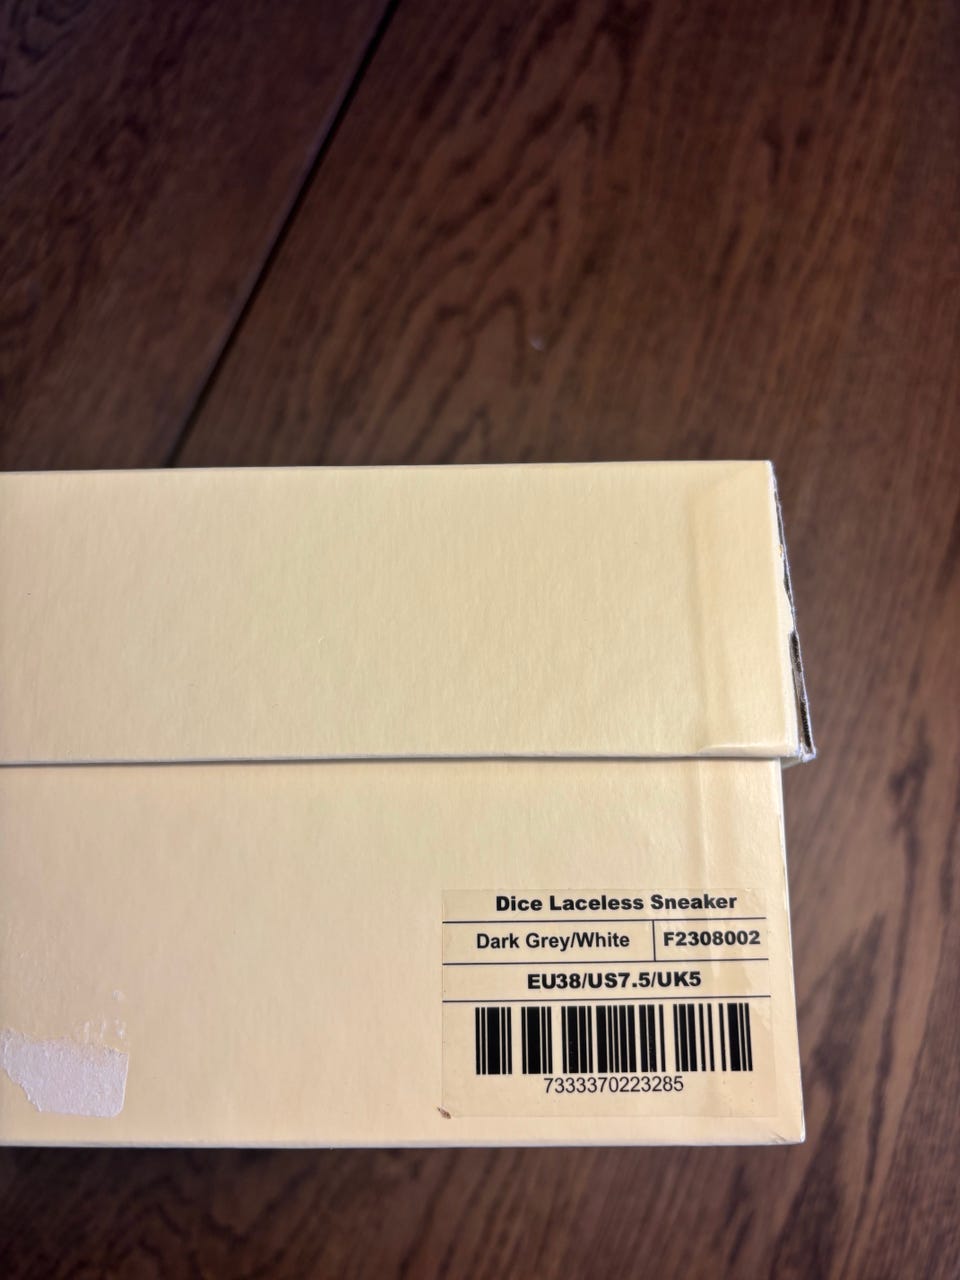 Dice Laceless Sneaker
Dark Grey/White F2308002
EU38/US7.5/UK5
7333370223285